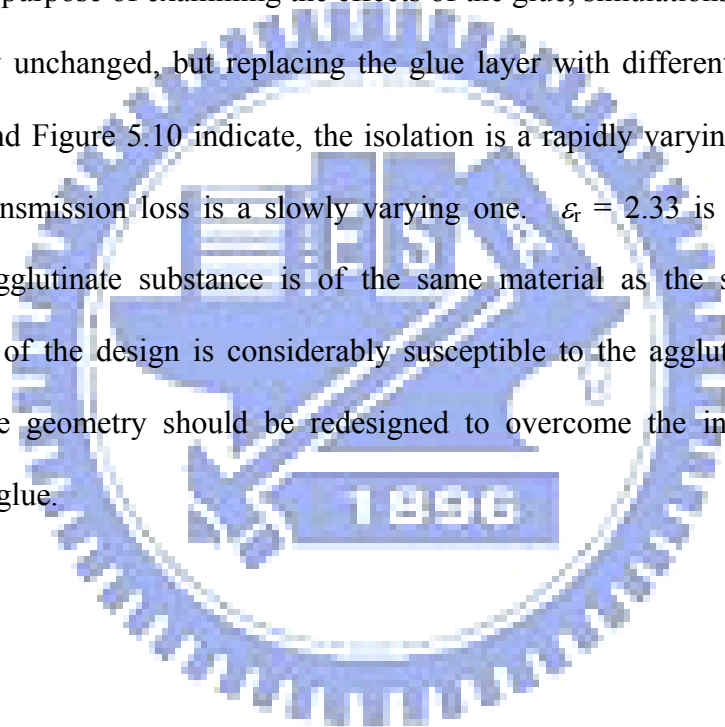 purpose of examining the effects of the glue, simulations
unchanged, but replacing the glue layer with different
nd Figure 5.10 indicate, the isolation is a rapidly varyin
nsmission loss is a slowly varying one. εr = 2.33 is
gglutinate substance is of the same material as the s
of the design is considerably susceptible to the agglut
e geometry should be redesigned to overcome the in
glue.
E S A
1896